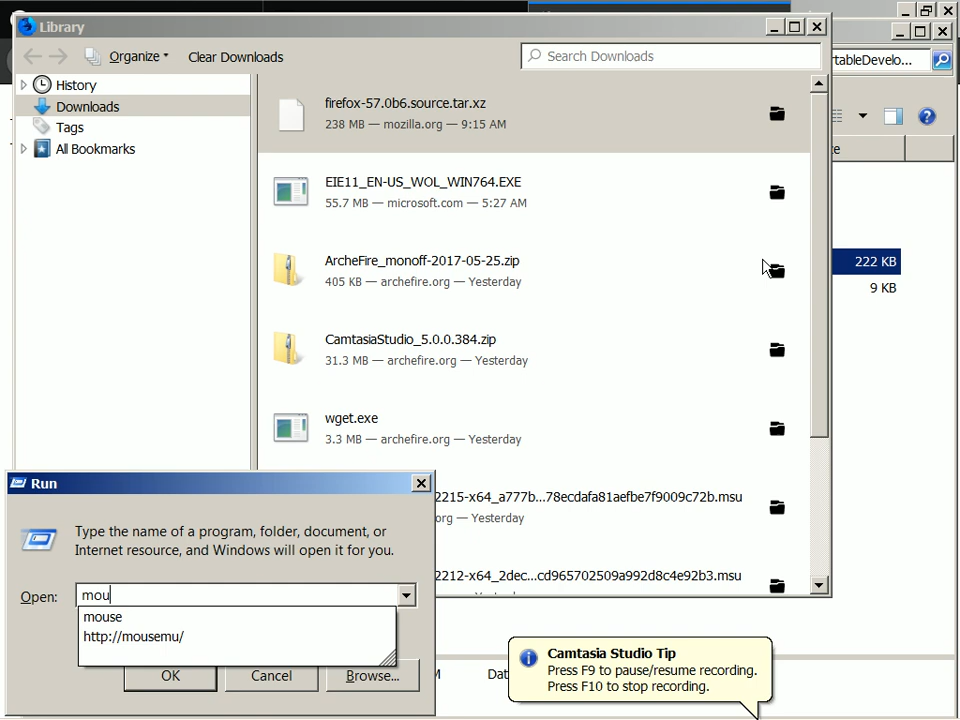 Library
Organize
Clear Downloads
Search Downloads
rtableDevelo...
History
Downloads
Tags
All Bookmarks
firefox-57.0b6.source.tar.xz
238 MB — mozilla.org — 9:15 AM
EIE11_EN-US_WOL_WIN764.EXE
55.7 MB — microsoft.com — 5:27 AM
ArcheFire_monoff-2017-05-25.zip
405 KB — archefire.org — Yesterday
222 KB
9 KB
CamtasiaStudio_5.0.0.384.zip
31.3 MB — archefire.org — Yesterday
wget.exe
3.3 MB — archefire.org — Yesterday
2215-x64_a777b...78ecdafa81aefbe7f9009c72b.msu
org — Yesterday
2212-x64_2dec...cd965702509a992d8c4e92b3.msu
Run
Type the name of a program, folder, document, or
Internet resource, and Windows will open it for you.
Open:
mou
mouse
http://mousemu/
OK
Cancel
Browse...
M
Dat
Camtasia Studio Tip
Press F9 to pause/resume recording.
Press F10 to stop recording.